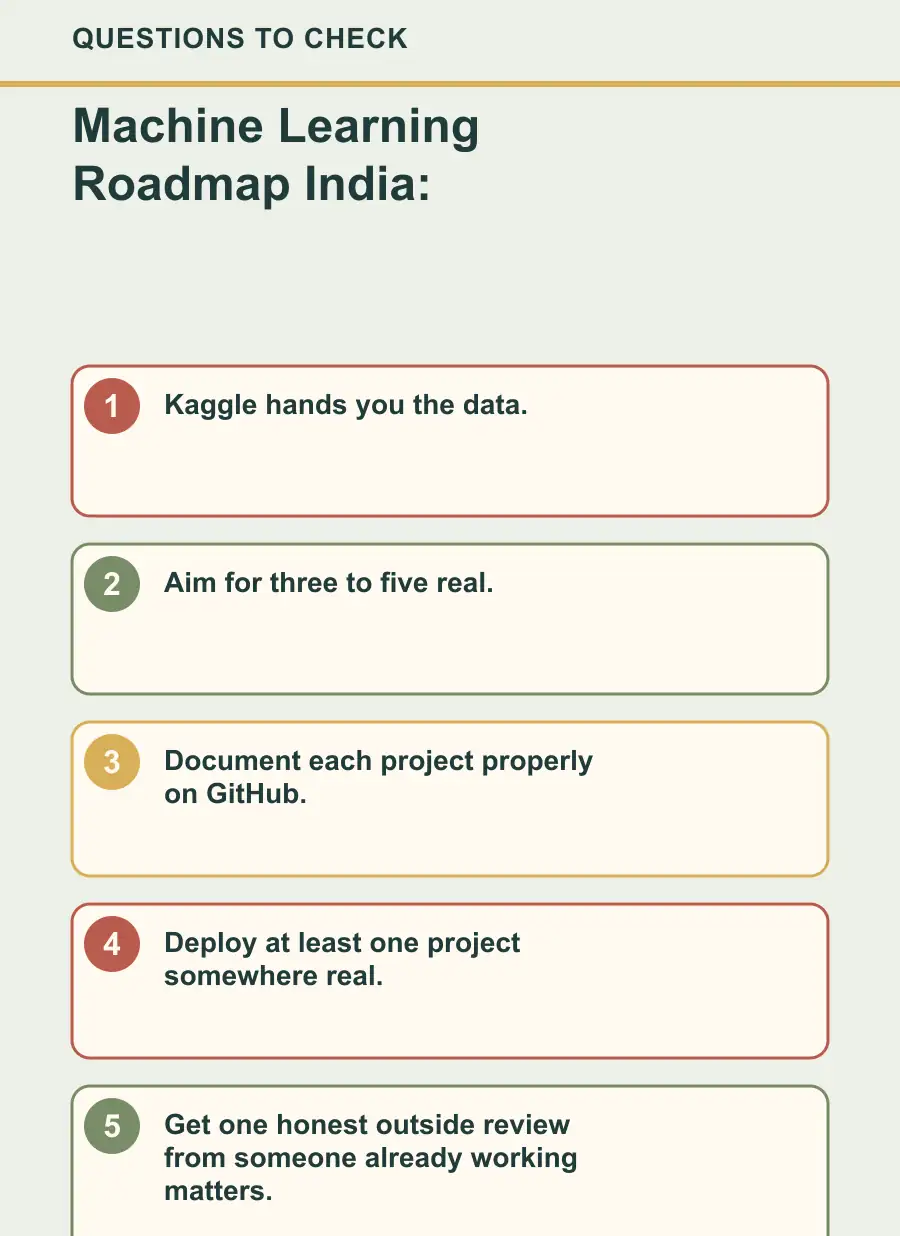 QUESTIONS TO CHECK
Machine Learning
Roadmap India:
1
Kaggle hands you the data.
2
Aim for three to five real.
3
Document each project properly
on GitHub.
4
Deploy at least one project
somewhere real.
5
Get one honest outside review
from someone already working
matters.